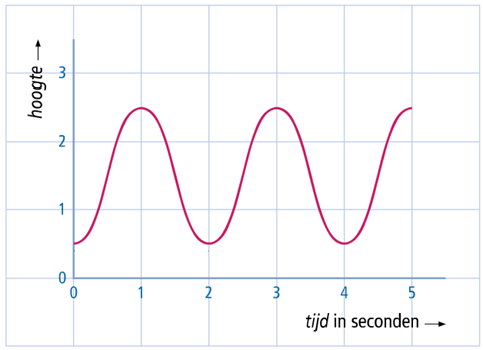 hoogte →
3
2
1
0
0 1 2 3 4 5
tijd in seconden →